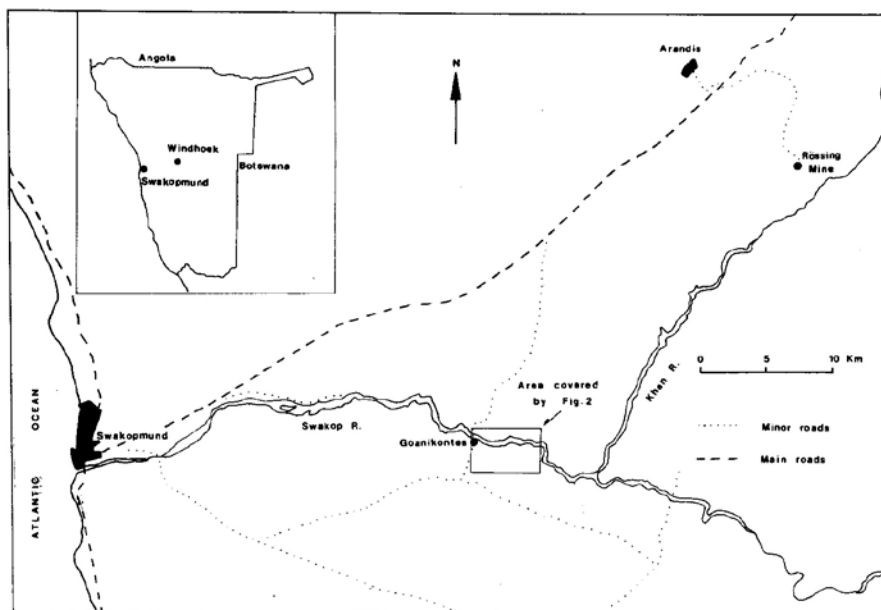 Angola
Windhoek
Swakopmund
Botswana
N
Arandis
Rössing
Mine
0 5 10 Km
Khan R.
Area covered
by Fig. 2
Minor roads
Main roads
ATLANTIC OCEAN
Swakopmund
Swakop R.
Goanikontes